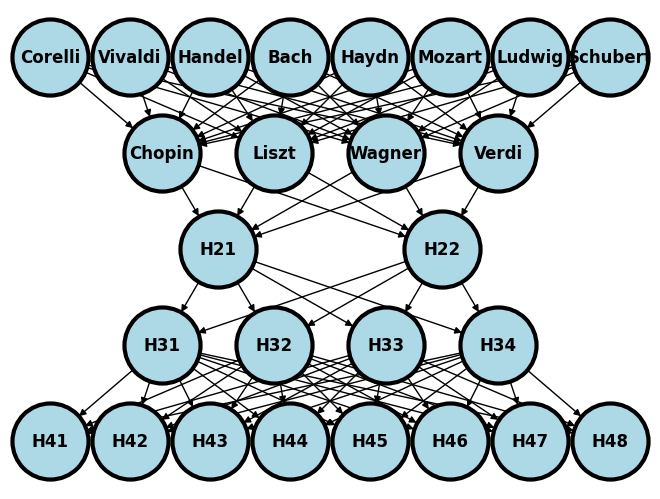 Corelli Vivaldi Handel Bach Haydn Mozart Ludwig Schubert
Chopin Liszt Wagner Verdi
H21 H22
H31 H32 H33 H34
H41 H42 H43 H44 H45 H46 H47 H48